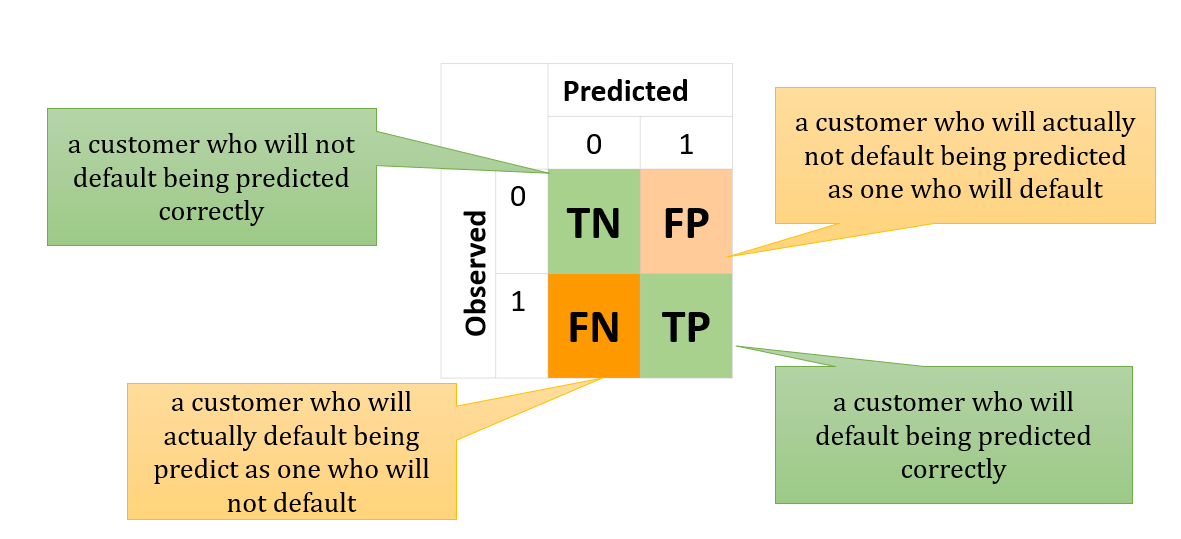 Predicted
0 1
a customer who will not
default being predicted
correctly
a customer who will actually
not default being predicted
as one who will default
Observed
0
TN FP
1
FN TP
a customer who will
actually default being
predict as one who will
not default
a customer who will
default being predicted
correctly